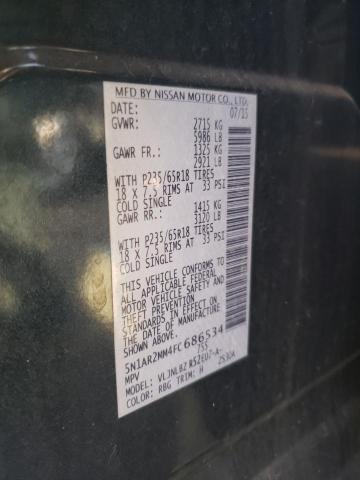 MFD BY NISSAN MOTOR CO., LTD.
DATE: 07/15
GVWR: 2715 KG
5986 LB
GAWR FR.: 1325 KG
2921 LB
WITH P235/65R18 TIRES
18 X 7.5 RIMS AT 33 PSI
COLD SINGLE
GAWR RR.: 1415 KG
3120 LB
WITH P235/65R18 TIRES
18 X 7.5 RIMS AT 33 PSI
COLD SINGLE
THIS VEHICLE CONFORMS TO
ALL APPLICABLE FEDERAL
MOTOR VEHICLE SAFETY AND
THEFT PREVENTION
STANDARDS IN EFFECT ON
THE DATE OF MANUFACTURE
SHOWN ABOVE
5N1AR2MM4FC686534
MPV
MODEL:
COLOR: RBG TRIM: H